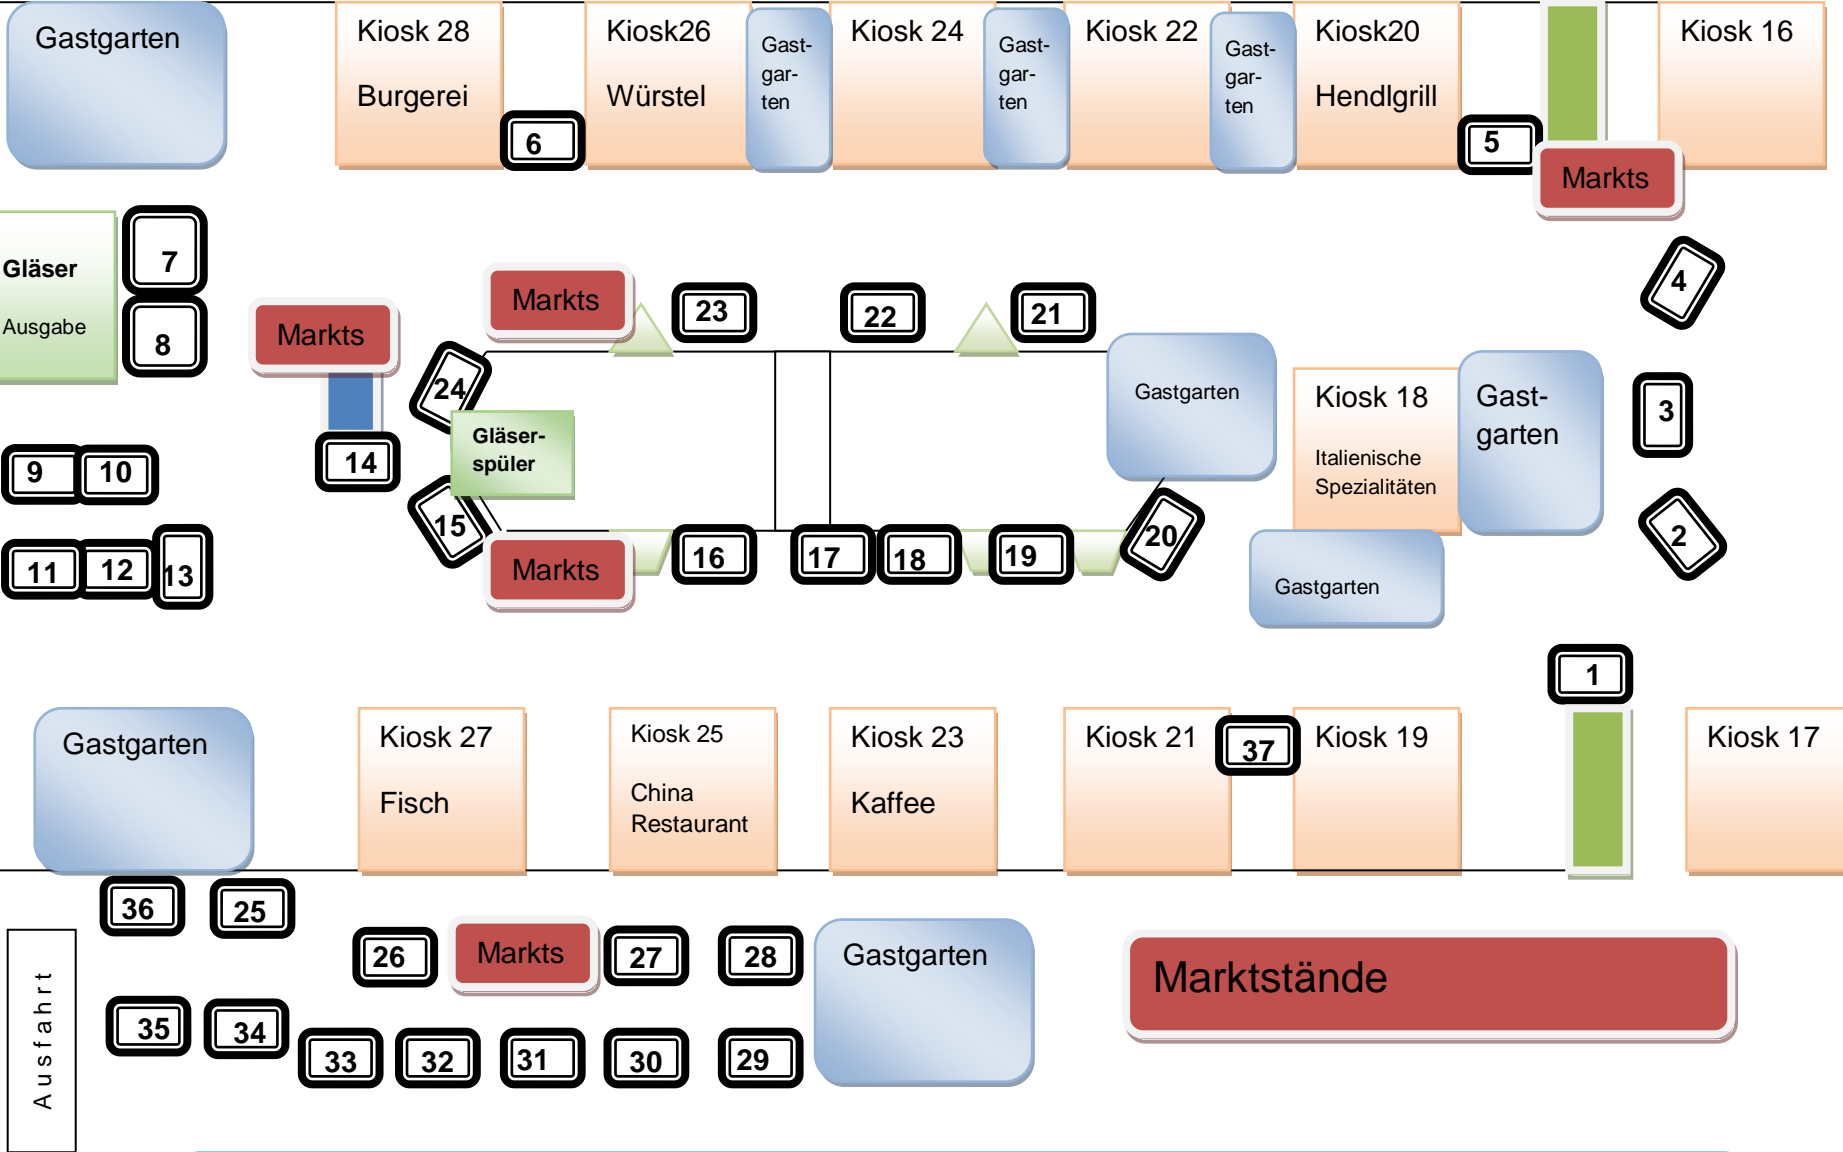 Gastgarten
Kiosk 28
Burgerei
Kiosk26
Würstel
Gast-
gar-
ten
Kiosk 24
Gast-
gar-
ten
Kiosk 22
Gast-
gar-
ten
Kiosk20
Hendlgrill
Kiosk 16
6
5
Markts
Gläser
Ausgabe
7
8
Markts
Markts
23
22
21
4
24
Gläser-
spüler
14
15
Gastgarten
Kiosk 18
Italienische
Spezialitäten
Gast-
garten
3
9
10
11
12
13
Markts
16
17
18
19
20
Gastgarten
2
1
Gastgarten
Kiosk 27
Fisch
Kiosk 25
China
Restaurant
Kiosk 23
Kaffee
Kiosk 21
37
Kiosk 19
Kiosk 17
36
25
26
Markts
27
28
Gastgarten
Marktstände
Ausfahrt
35
34
33
32
31
30
29